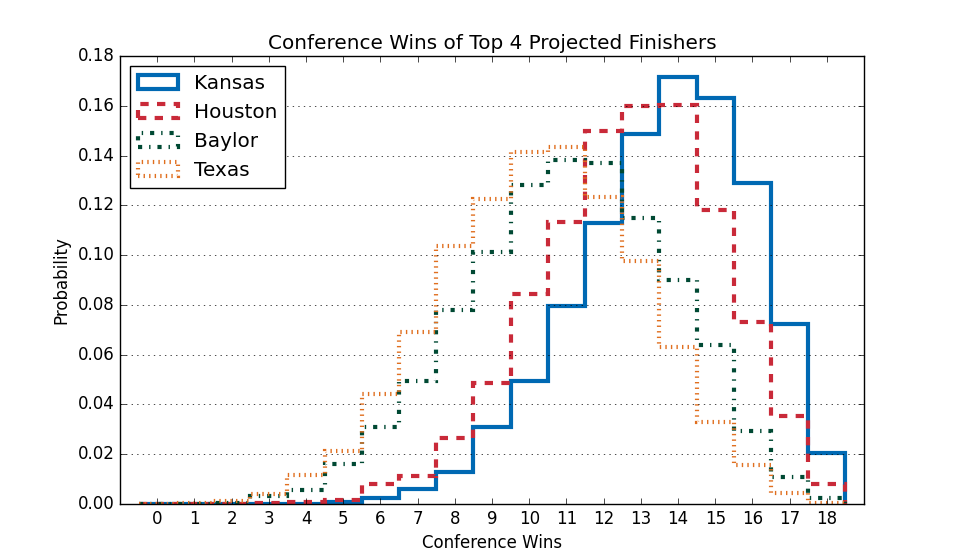 Conference Wins of Top 4 Projected Finishers
Kansas
Houston
Baylor
Texas
Probability
0.18
0.16
0.14
0.12
0.10
0.08
0.06
0.04
0.02
0.00
0 1 2 3 4 5 6 7 8 9 10 11 12 13 14 15 16 17 18
Conference Wins